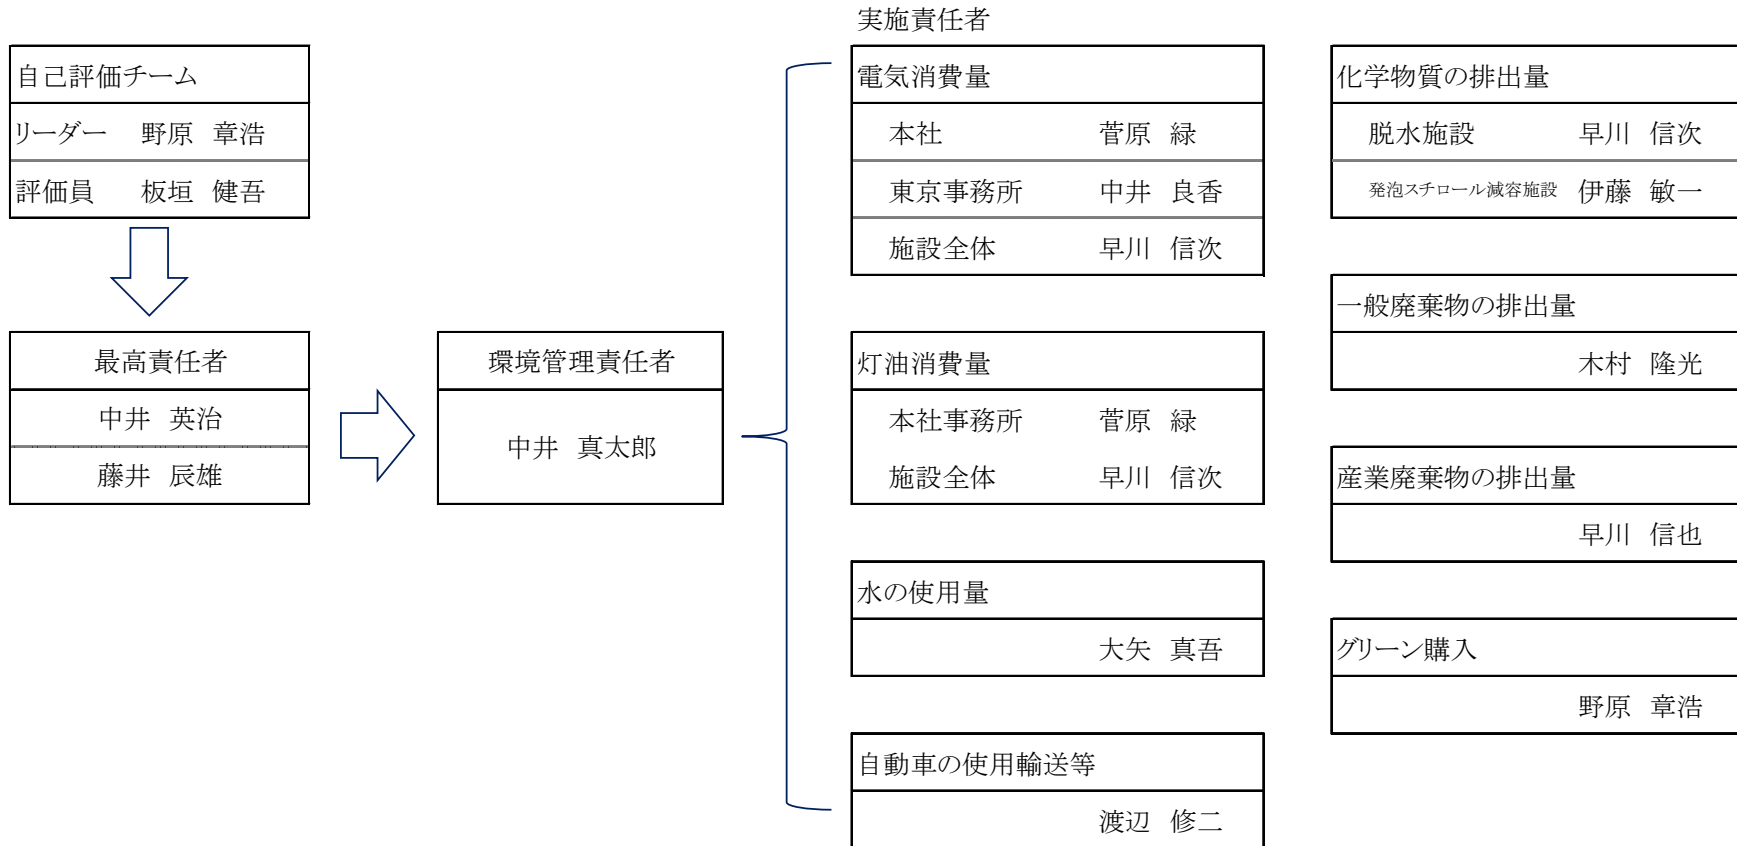 自己評価チーム
リーダー 野原 章浩
評価員 板垣 健吾
最高責任者
中井 英治
藤井 辰雄
環境管理責任者
中井 真太郎
実施責任者
電気消費量
本社 菅原 緑
東京事務所 中井 良香
施設全体 早川 信次
灯油消費量
本社事務所 菅原 緑
施設全体 早川 信次
水の使用量
大矢 真吾
自動車の使用輸送等
渡辺 修二
化学物質の排出量
脱水施設 早川 信次
発泡スチロール減容施設 伊藤 敏一
一般廃棄物の排出量
木村 隆光
産業廃棄物の排出量
早川 信也
グリーン購入
野原 章浩